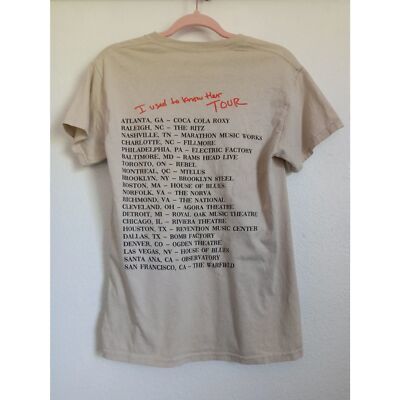 I used to know Her
TOUR
ATLANTA, GA – COCA COLA ROXY
RALEIGH, NC – THE RITZ
NASHVILLE, TN – MARATHON MUSIC WORKS
CHARLOTTE, NC – FILLMORE
PHILADELPHIA, PA – ELECTRIC FACTORY
BALTIMORE, MD – RAMS HEAD LIVE
TORONTO, ON – REBEL
MONTREAL, QC – MTELUS
BROOKLYN, NY – BROOKLYN STEEL
BOSTON, MA – HOUSE OF BLUES
NORFOLK, VA – THE NORVA
RICHMOND, VA – THE NATIONAL
CLEVELAND, OH – AGORA THEATRE
DETROIT, MI – ROYAL OAK MUSIC THEATRE
CHICAGO, IL – RIVIERA THEATRE
HOUSTON, TX – REVENTION MUSIC CENTER
DALLAS, TX – BOMB FACTORY
DENVER, CO – OGDEN THEATRE
LAS VEGAS, NV – HOUSE OF BLUES
SANTA ANA, CA – OBSERVATORY
SAN FRANCISCO, CA – THE WARFIELD